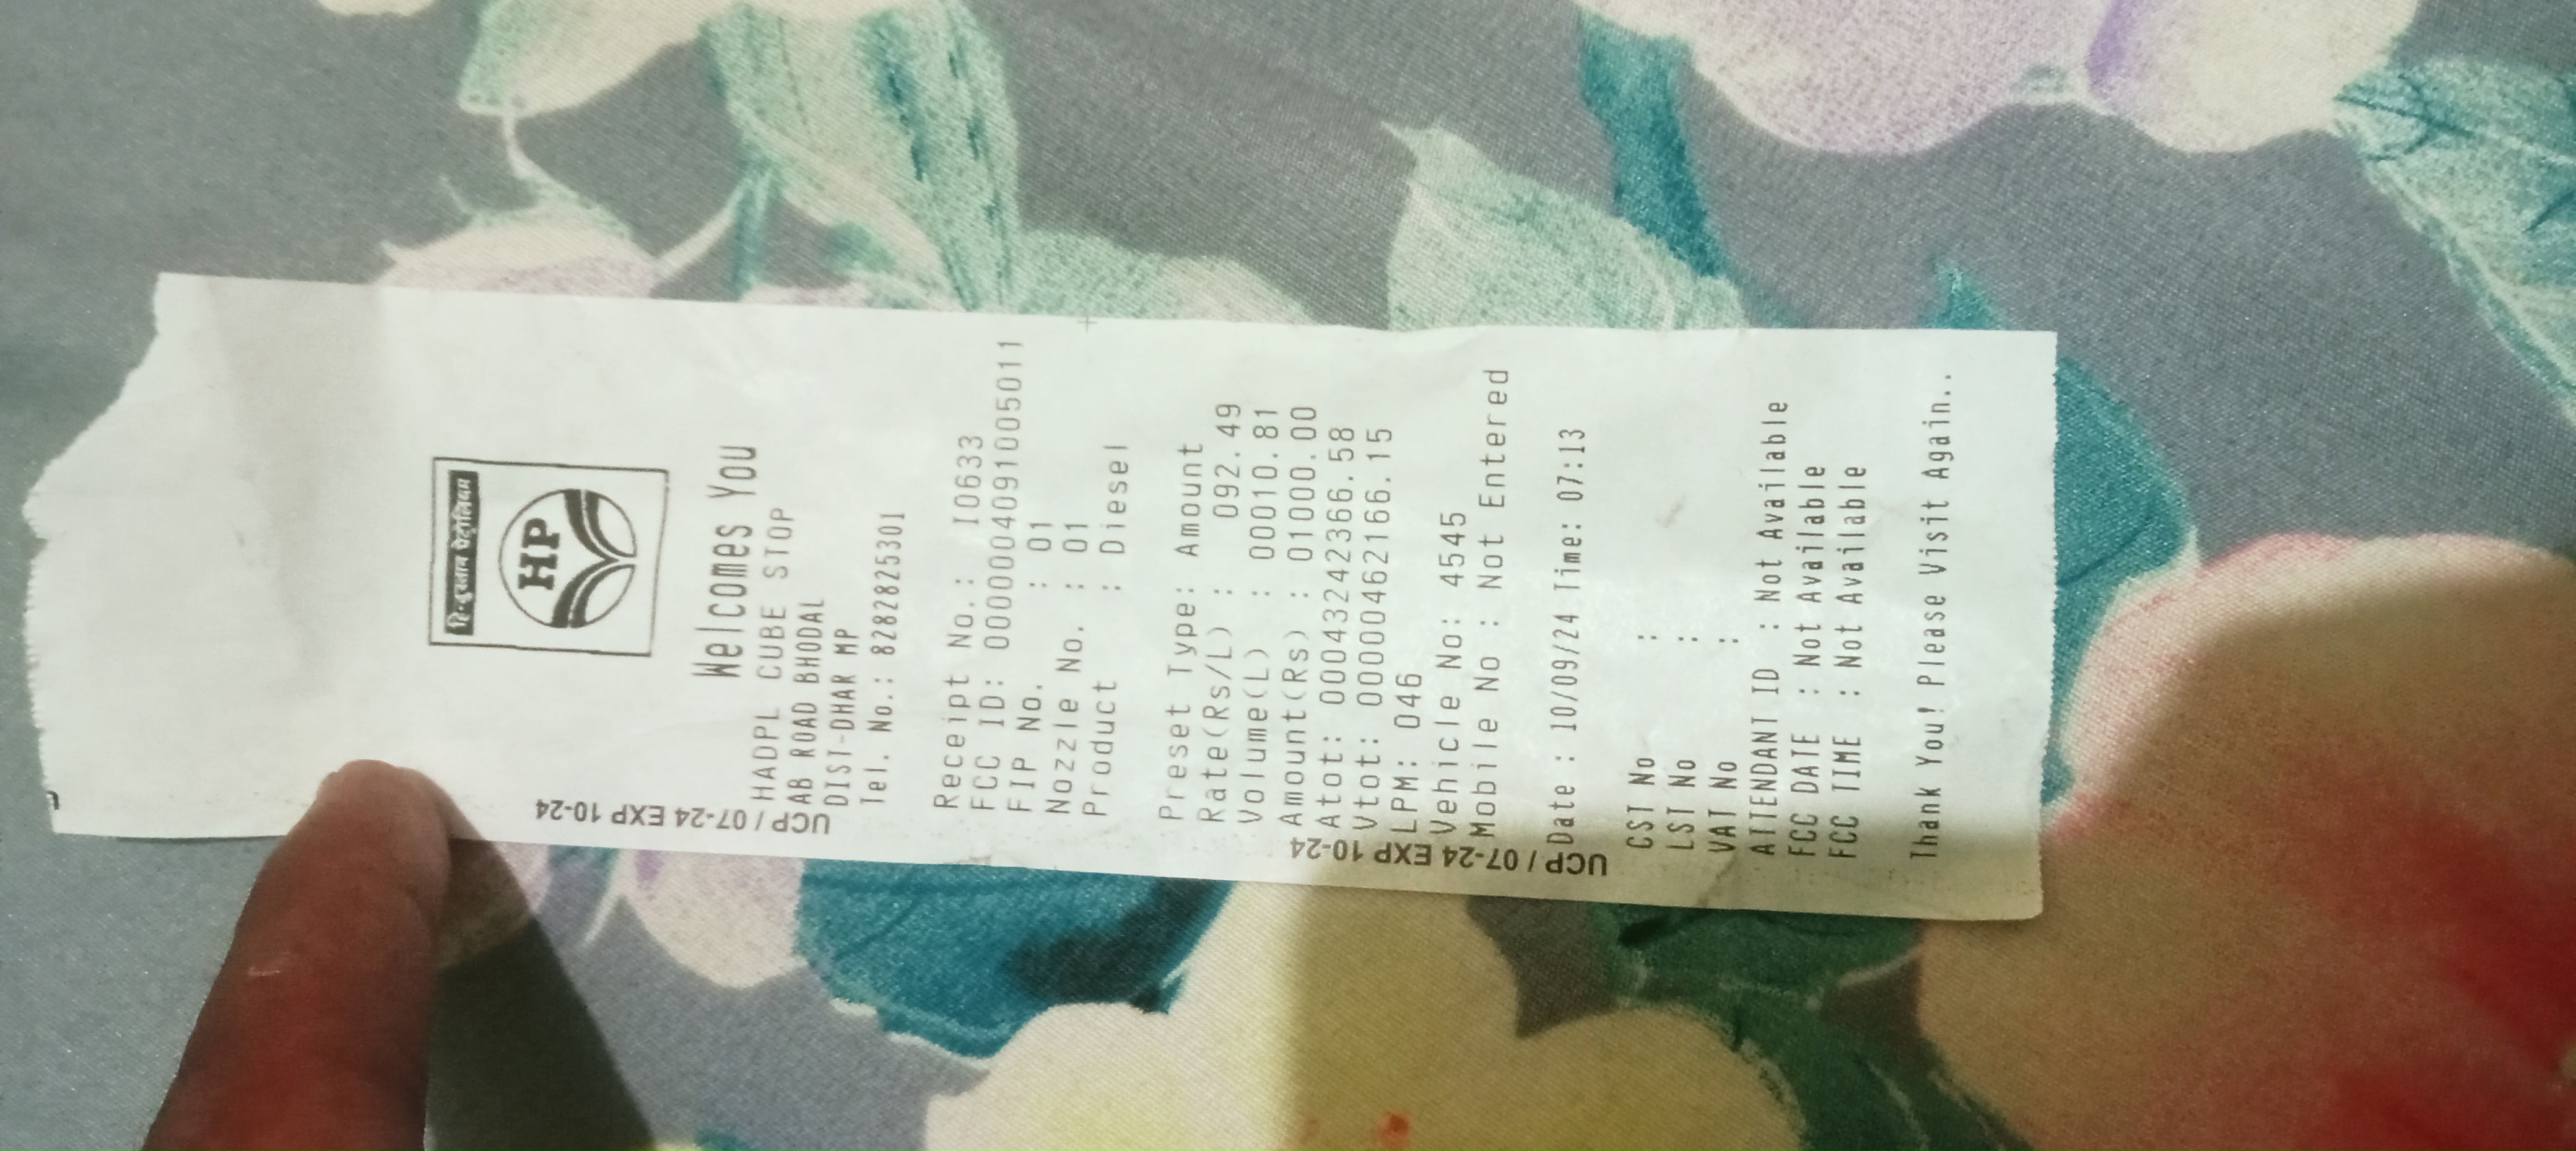 हिन्दुस्तान पेट्रोलियम
HP
Welcomes You
HADPL CUBE STOP
AB ROAD BHODAL
DIST-DHAR MP
Tel. No.: 8282825301
Receipt No.: I0633
FCC ID: 0000004091005011
FIP No. : 01
Nozzle No. : 01
Product : Diesel
Preset Type: Amount
Rate(Rs/L) : 092.49
Volume(L) : 00010.81
Amount(Rs) : 01000.00
Atot: 00043242366.58
Vtot: 00000462166.15
LPM: 046
Vehicle No: 4545
Mobile No : Not Entered
Date : 10/09/24 Time: 07:13
CST No :
LST No :
VAT No :
ATTENDANT ID : Not Available
FCC DATE : Not Available
FCC TIME : Not Available
Thank You! Please Visit Again..
UCP / 07-24 EXP 10-24
UCP / 07-24 EXP 10-24